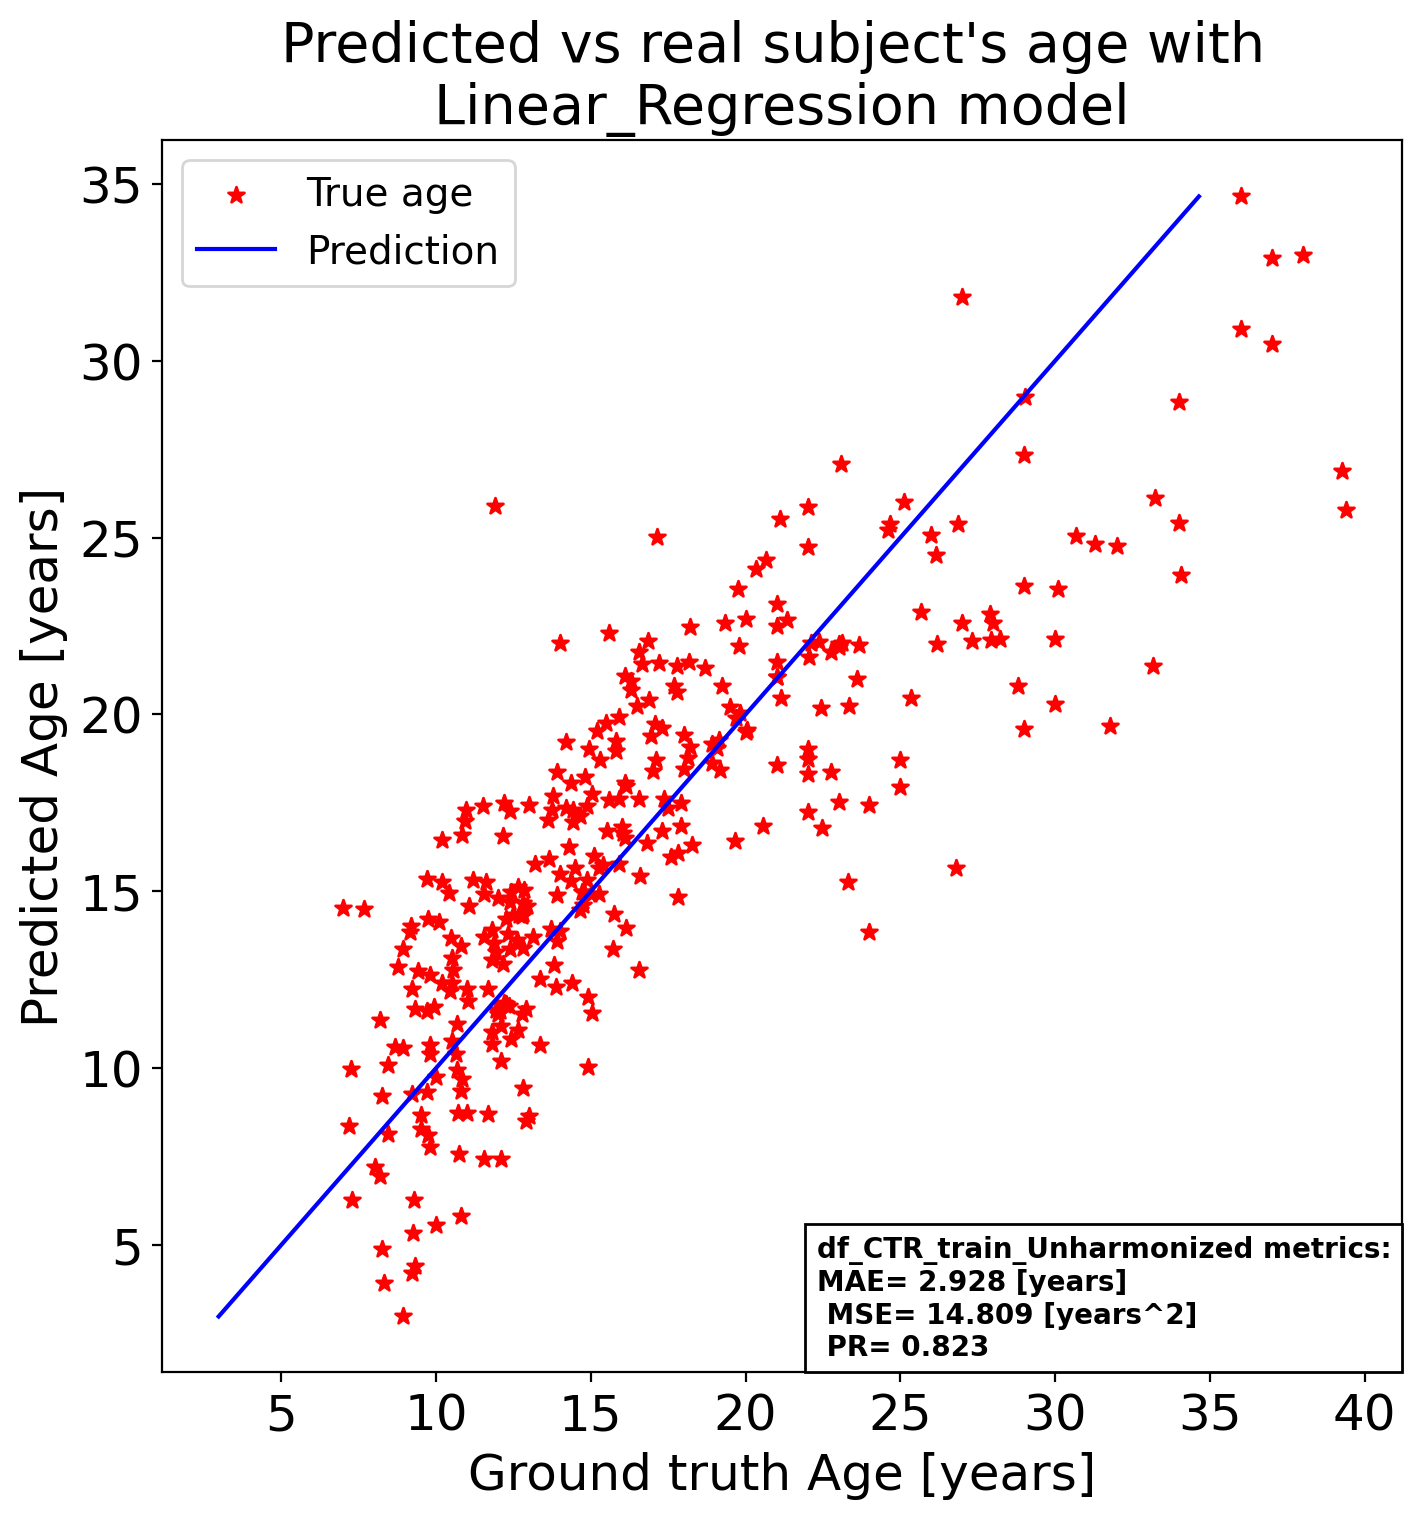 Predicted vs real subject's age with
Linear_Regression model
True age
Prediction
35
30
25
20
15
10
5
Predicted Age [years]
df_CTR_train_Unharmonized metrics:
MAE= 2.928 [years]
MSE= 14.809 [years^2]
PR= 0.823
5 10 15 20 25 30 35 40
Ground truth Age [years]